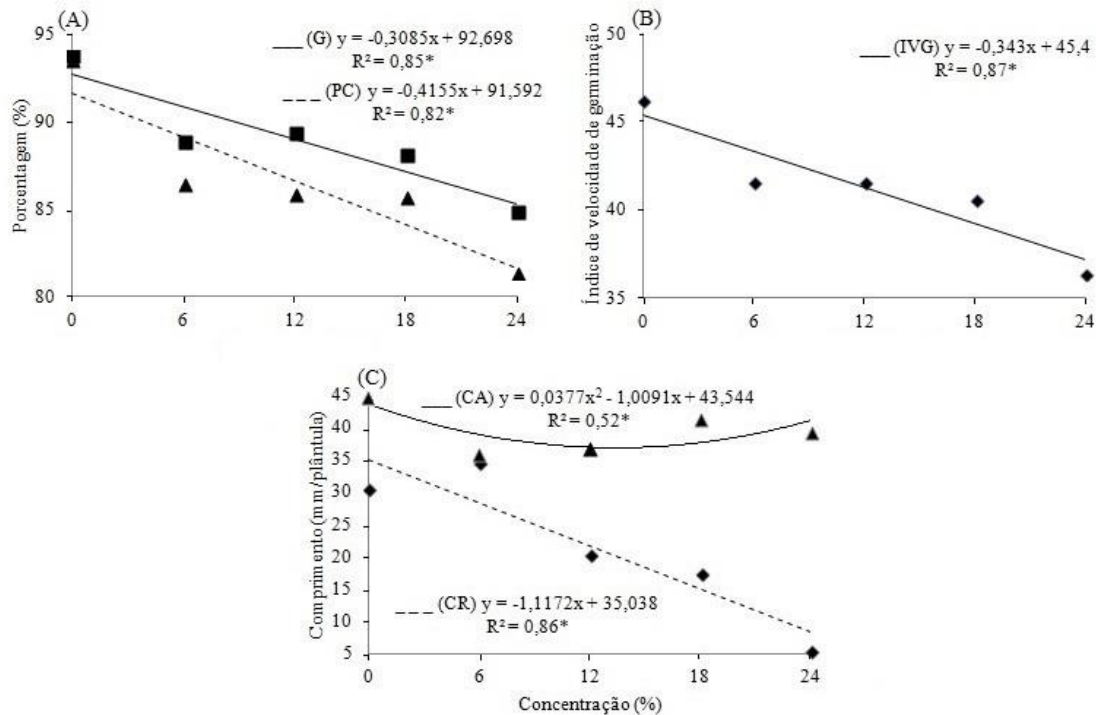 (A)
95
90
85
80
Porcentagem (%)
___ (G) y = -0,3085x + 92,698
R² = 0,85*
_ _ _ (PC) y = -0,4155x + 91,592
R² = 0,82*
0 6 12 18 24
(B)
50
45
40
35
Índice de velocidade de germinação
(IVG) y = -0,343x + 45,4
R² = 0,87*
0 6 12 18 24
(C)
45
40
35
30
25
20
15
10
5
Comprimento (mm/plântula)
___ (CA) y = 0,0377x² - 1,0091x + 43,544
R² = 0,52*
_ _ _ (CR) y = -1,1172x + 35,038
R² = 0,86*
0 6 12 18 24
Concentração (%)